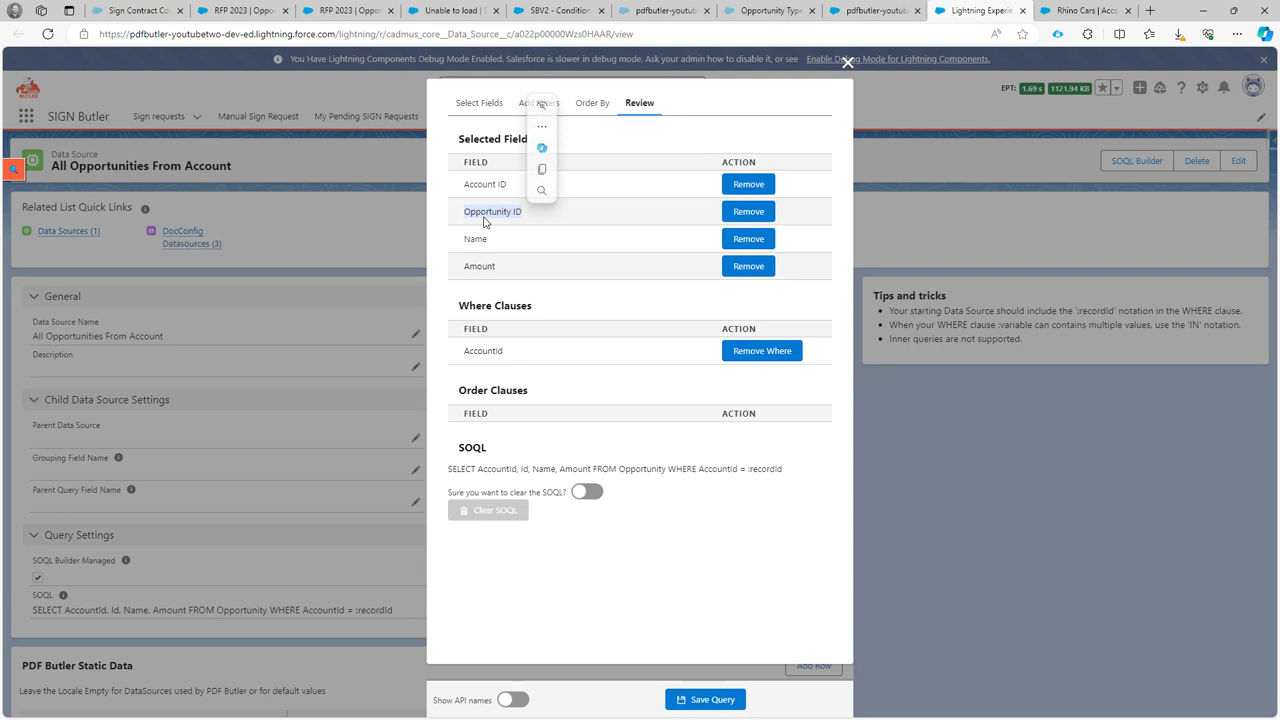 Sign Contract Co
RFP 2023 | Oppo
RFP 2023 | Oppo
Unable to load | S
SBV2 - Condition
pdfbutler-youtub
Opportunity Type
pdfbutler-youtub
Lightning Experie
Rhino Cars | Acco
https://pdfbutler-youtubetwo-dev-ed.lightning.force.com/lightning/r/cadmus_core__Data_Source__c/a022p00000Wzs0HAAR/view
You Have Lightning Components Debug Mode Enabled. Salesforce is slower in debug mode. Ask your admin how to disable it, or see Enable Debug Mode for Lightning Components.
EPT: 1.69 s 1121.94 KB
SIGN Butler
Sign requests
Manual Sign Request
My Pending SIGN Requests
Data Source
All Opportunities From Account
SOQL Builder
Delete
Edit
Related List Quick Links
Data Sources (1)
DocConfig
Datasources (3)
General
Data Source Name
All Opportunities From Account
Description
Child Data Source Settings
Parent Data Source
Grouping Field Name
Parent Query Field Name
Query Settings
SOQL Builder Managed
SOQL
SELECT AccountId, Id, Name, Amount FROM Opportunity WHERE AccountId = :recordId
PDF Butler Static Data
Leave the Locale Empty for DataSources used by PDF Butler or for default values
Add Row
Select Fields
Order By
Review
Selected Field
FIELD ACTION
Account ID Remove
Opportunity ID Remove
Name Remove
Amount Remove
Where Clauses
FIELD ACTION
AccountId Remove Where
Order Clauses
FIELD ACTION
SOQL
SELECT AccountId, Id, Name, Amount FROM Opportunity WHERE AccountId = :recordId
Sure you want to clear the SOQL?
Clear SOQL
Show API names
Save Query
Tips and tricks
Your starting Data Source should include the ':recordId' notation in the WHERE clause.
When your WHERE clause :variable can contains multiple values, use the 'IN' notation.
Inner queries are not supported.